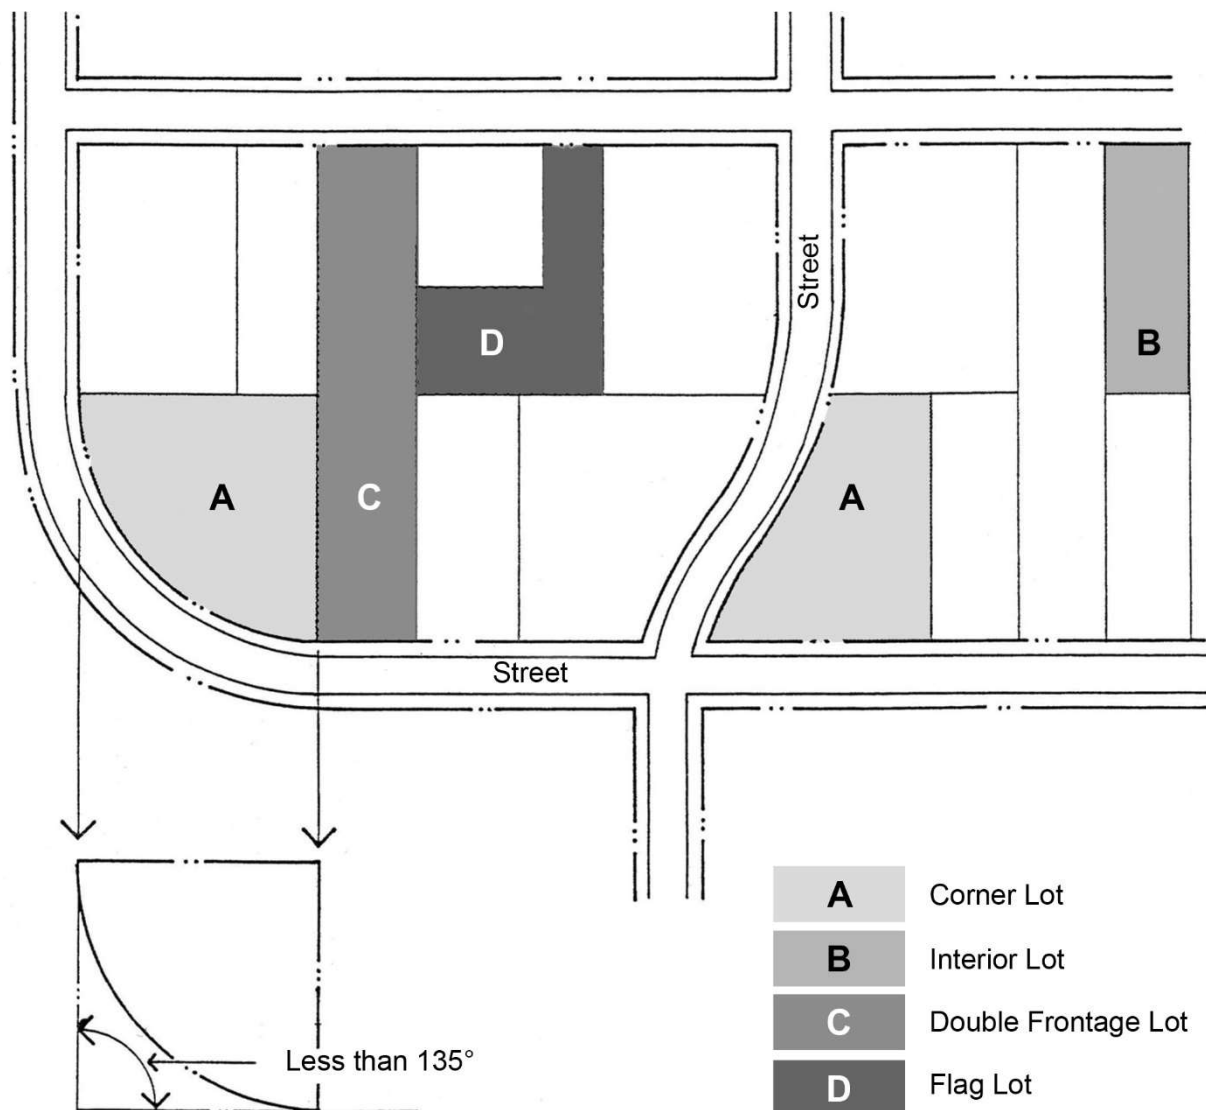 Street
D
B
A
C
A
Street
A Corner Lot
B Interior Lot
C Double Frontage Lot
D Flag Lot
Less than 135°